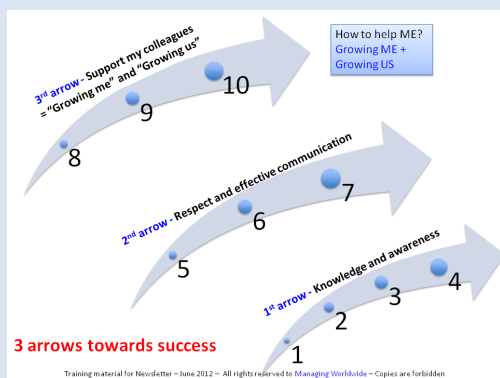 How to help ME?
Growing ME +
Growing US
3rd arrow - Support my colleagues
= "Growing me" and "Growing us"
8
9
10
2nd arrow - Respect and effective communication
5
6
7
1st arrow - Knowledge and awareness
1
2
3
4
3 arrows towards success
Training material for Newsletter – June 2012 – All rights reserved to Managing Worldwide – Copies are forbidden